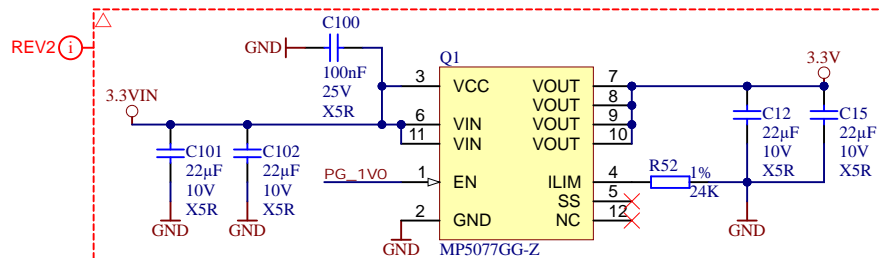 REV2
i
C100
GND
100nF
25V
X5R
3.3VIN
C101
22µF
10V
X5R
GND
C102
22µF
10V
X5R
GND
PG_1V0
GND
Q1
3 VCC
6 VIN
11 VIN
1 EN
2 GND
VOUT 7
VOUT 8
VOUT 9
VOUT 10
ILIM 4
SS 5
NC 12
MP5077GG-Z
R52
1%
24K
3.3V
C12
22µF
10V
X5R
C15
22µF
10V
X5R
GND